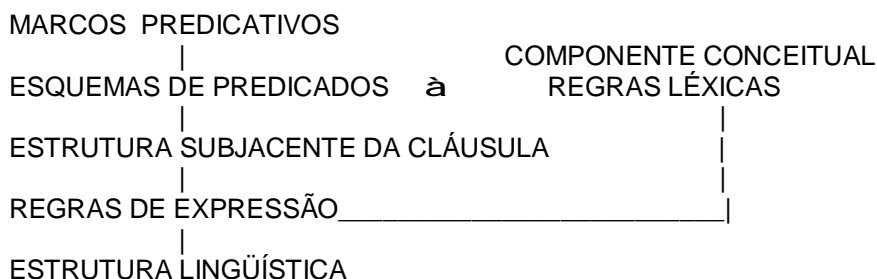 MARCOS PREDICATIVOS
COMPONENTE CONCEITUAL
ESQUEMAS DE PREDICADOS à REGRAS LÉXICAS
ESTRUTURA SUBJACENTE DA CLÁUSULA
REGRAS DE EXPRESSÃO
ESTRUTURA LINGÜÍSTICA